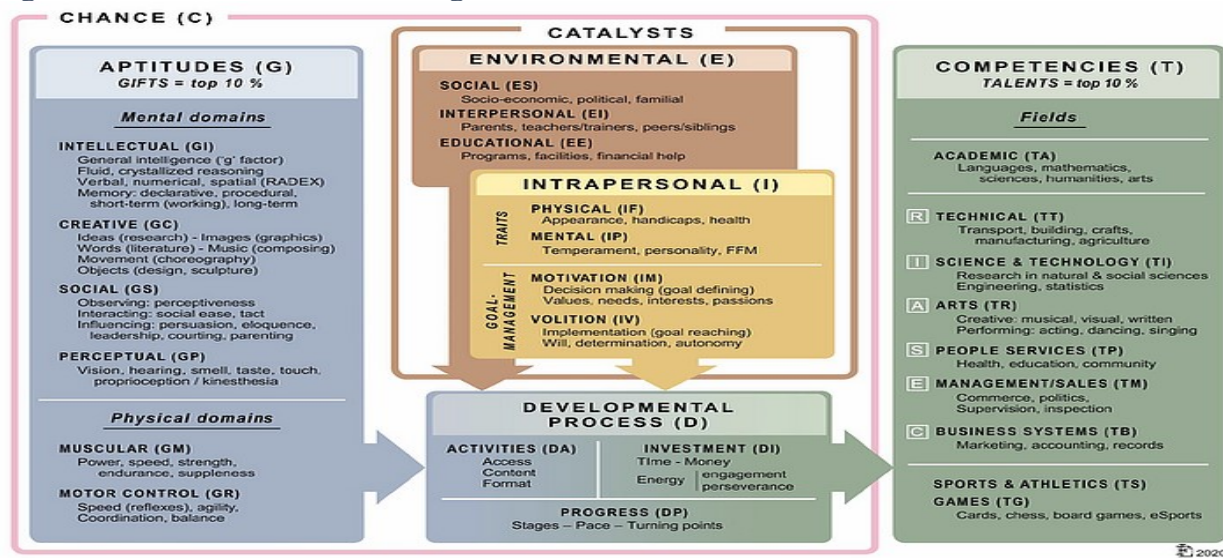 CHANCE (C)
APTITUDES (G)
GIFTS = top 10 %
Mental domains
INTELLECTUAL (GI)
General intelligence ('g' factor)
Fluid, crystallized reasoning
Verbal, numerical, spatial (RADEX)
Memory: declarative, procedural,
short-term (working), long-term
CREATIVE (GC)
Ideas (research) - Images (graphics)
Words (literature) - Music (composing)
Movement (choreography)
Objects (design, sculpture)
SOCIAL (GS)
Observing: perceptiveness
Interacting: social ease, tact
Influencing: persuasion, eloquence,
leadership, courting, parenting
PERCEPTUAL (GP)
Vision, hearing, smell, taste, touch,
proprioception / kinesthesia
Physical domains
MUSCULAR (GM)
Power, speed, strength,
endurance, suppleness
MOTOR CONTROL (GR)
Speed (reflexes), agility,
Coordination, balance
CATALYSTS
ENVIRONMENTAL (E)
SOCIAL (ES)
Socio-economic, political, familial
INTERPERSONAL (EI)
Parents, teachers/trainers, peers/siblings
EDUCATIONAL (EE)
Programs, facilities, financial help
INTRAPERSONAL (I)
TRAITS
PHYSICAL (IF)
Appearance, handicaps, health
MENTAL (IP)
Temperament, personality, FFM
GOAL-
MANAGEMENT
MOTIVATION (IM)
Decision making (goal defining)
Values, needs, interests, passions
VOLITION (IV)
Implementation (goal reaching)
Will, determination, autonomy
DEVELOPMENTAL
PROCESS (D)
ACTIVITIES (DA)
Access
Content
Format
INVESTMENT (DI)
TIme - Money
Energy engagement
perseverance
PROGRESS (DP)
Stages – Pace – Turning points
COMPETENCIES (T)
TALENTS = top 10 %
Fields
ACADEMIC (TA)
Languages, mathematics,
sciences, humanities, arts
R TECHNICAL (TT)
Transport, building, crafts,
manufacturing, agriculture
I SCIENCE & TECHNOLOGY (TI)
Research in natural & social sciences
Engineering, statistics
A ARTS (TR)
Creative: musical, visual, written
Performing: acting, dancing, singing
S PEOPLE SERVICES (TP)
Health, education, community
E MANAGEMENT/SALES (TM)
Commerce, politics,
Supervision, inspection
C BUSINESS SYSTEMS (TB)
Marketing, accounting, records
SPORTS & ATHLETICS (TS)
GAMES (TG)
Cards, chess, board games, eSports
2020